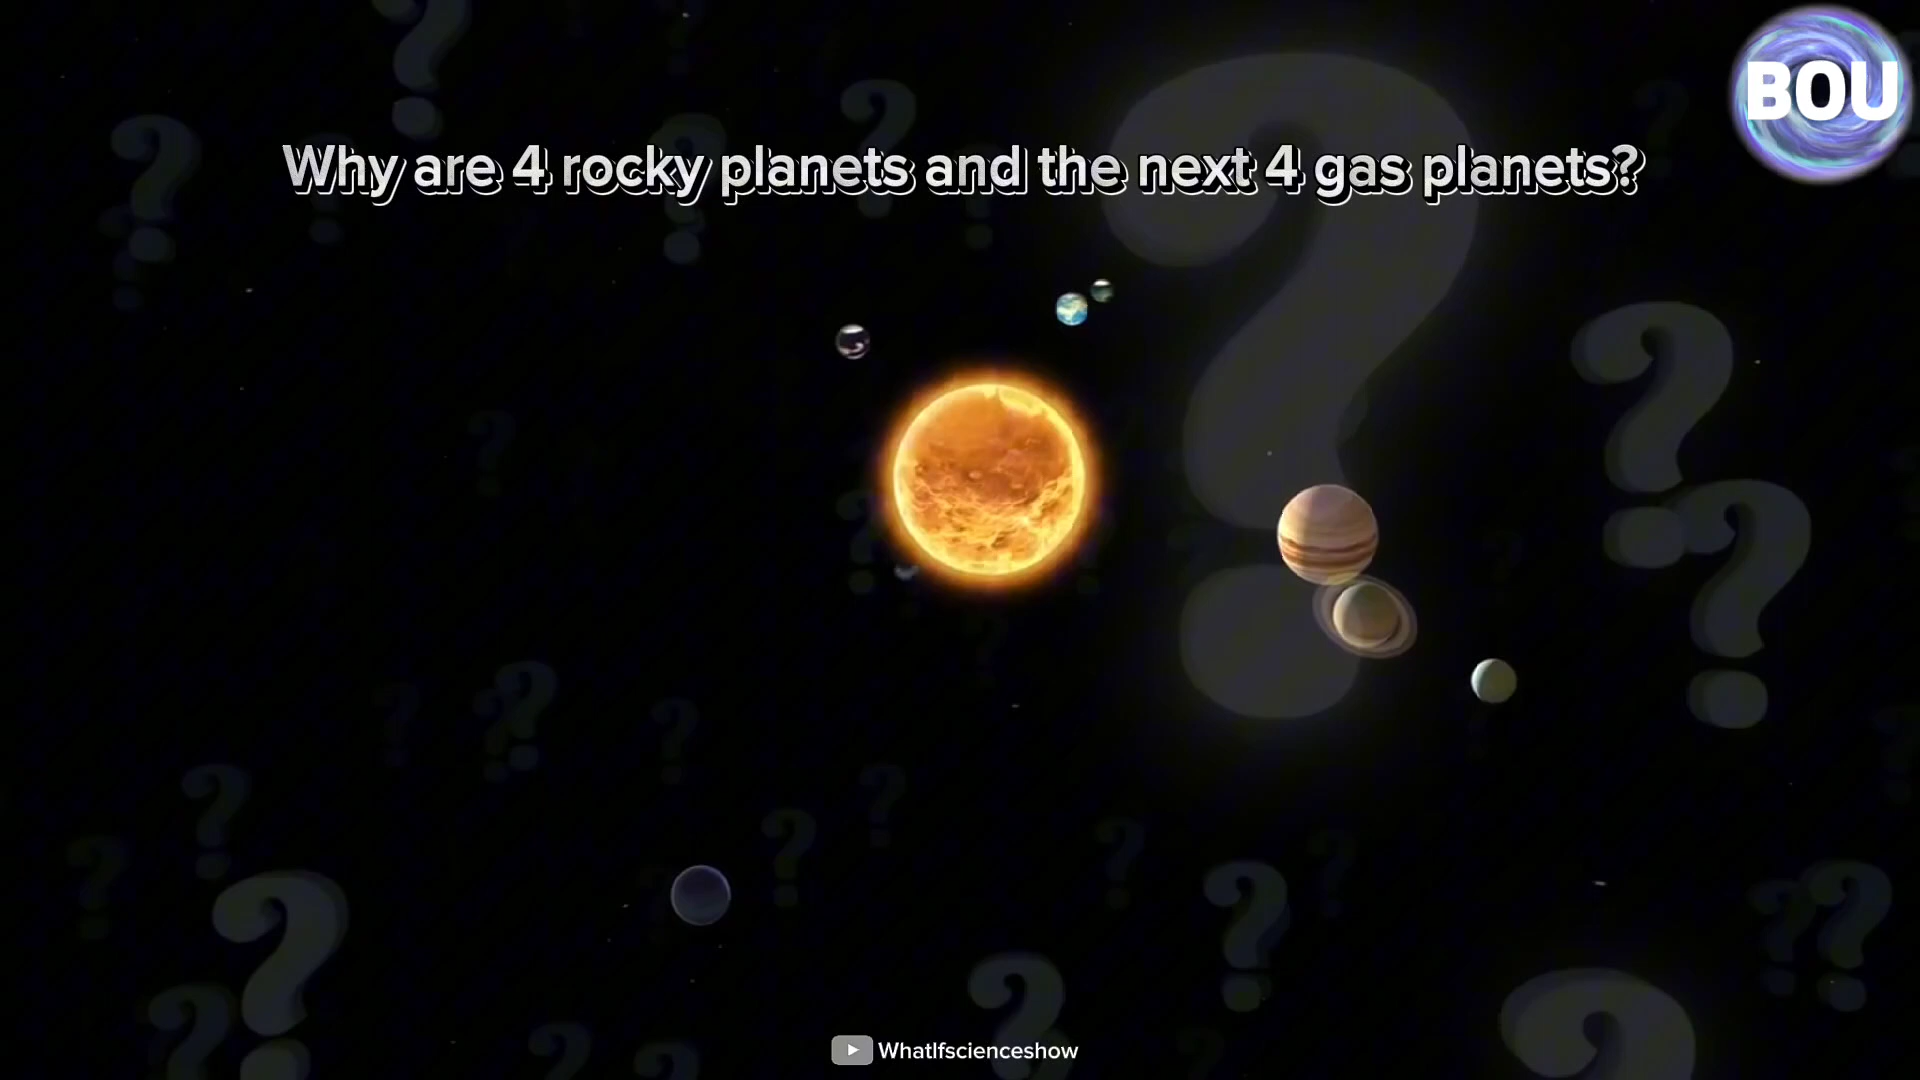 BOU
Why are 4 rocky planets and the next 4 gas planets?
WhatIfscienceshow